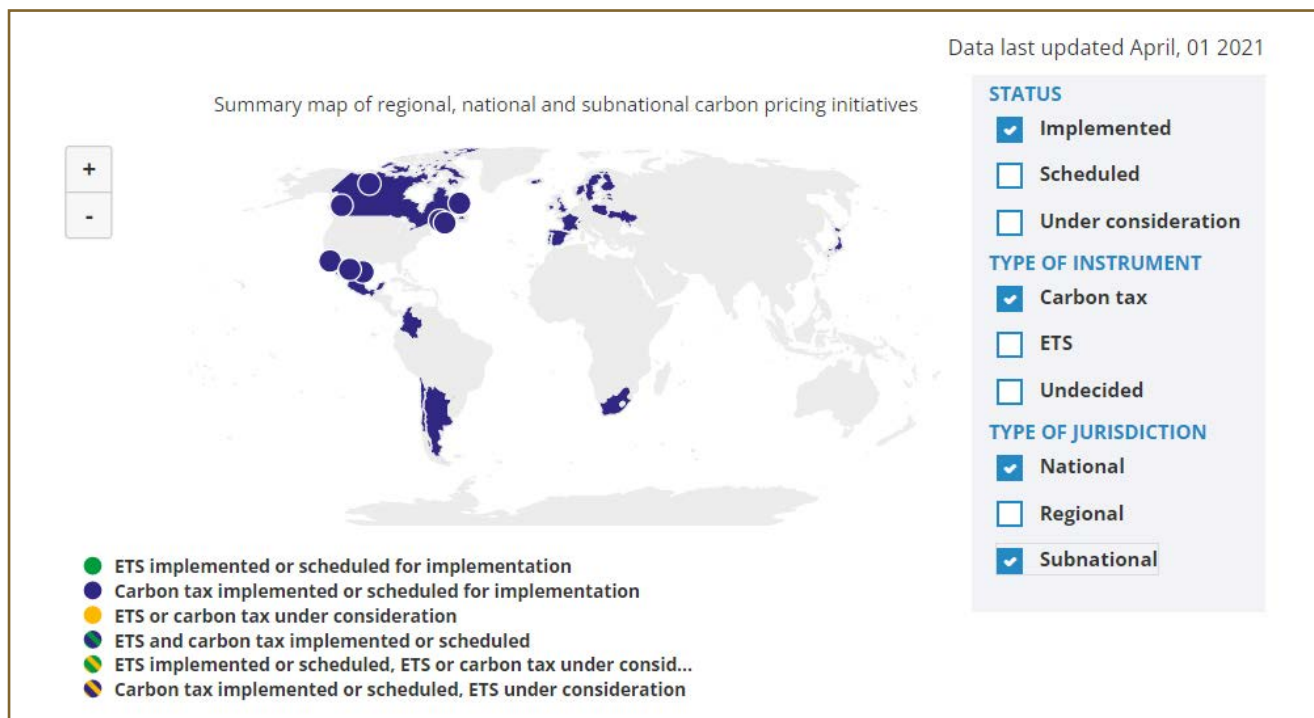 Data last updated April, 01 2021
Summary map of regional, national and subnational carbon pricing initiatives
+
-
STATUS
Implemented
Scheduled
Under consideration
TYPE OF INSTRUMENT
Carbon tax
ETS
Undecided
TYPE OF JURISDICTION
National
Regional
Subnational
ETS implemented or scheduled for implementation
Carbon tax implemented or scheduled for implementation
ETS or carbon tax under consideration
ETS and carbon tax implemented or scheduled
ETS implemented or scheduled, ETS or carbon tax under consid...
Carbon tax implemented or scheduled, ETS under consideration